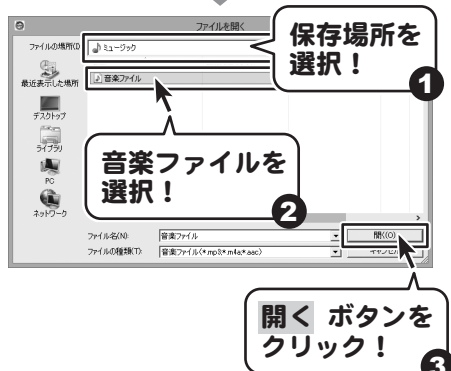 ファイルを開く
ファイルの場所(I)
ミュージック
保存場所を
選択！
1
最近表示した場所
音楽ファイル
デスクトップ
ライブラリ
PC
ネットワーク
音楽ファイルを
選択！
2
ファイル名(N):
音楽ファイル
開く(O)
ファイルの種類(T):
音楽ファイル(*.mp3;*.m4a;*.aac)
開く ボタンを
クリック！
3